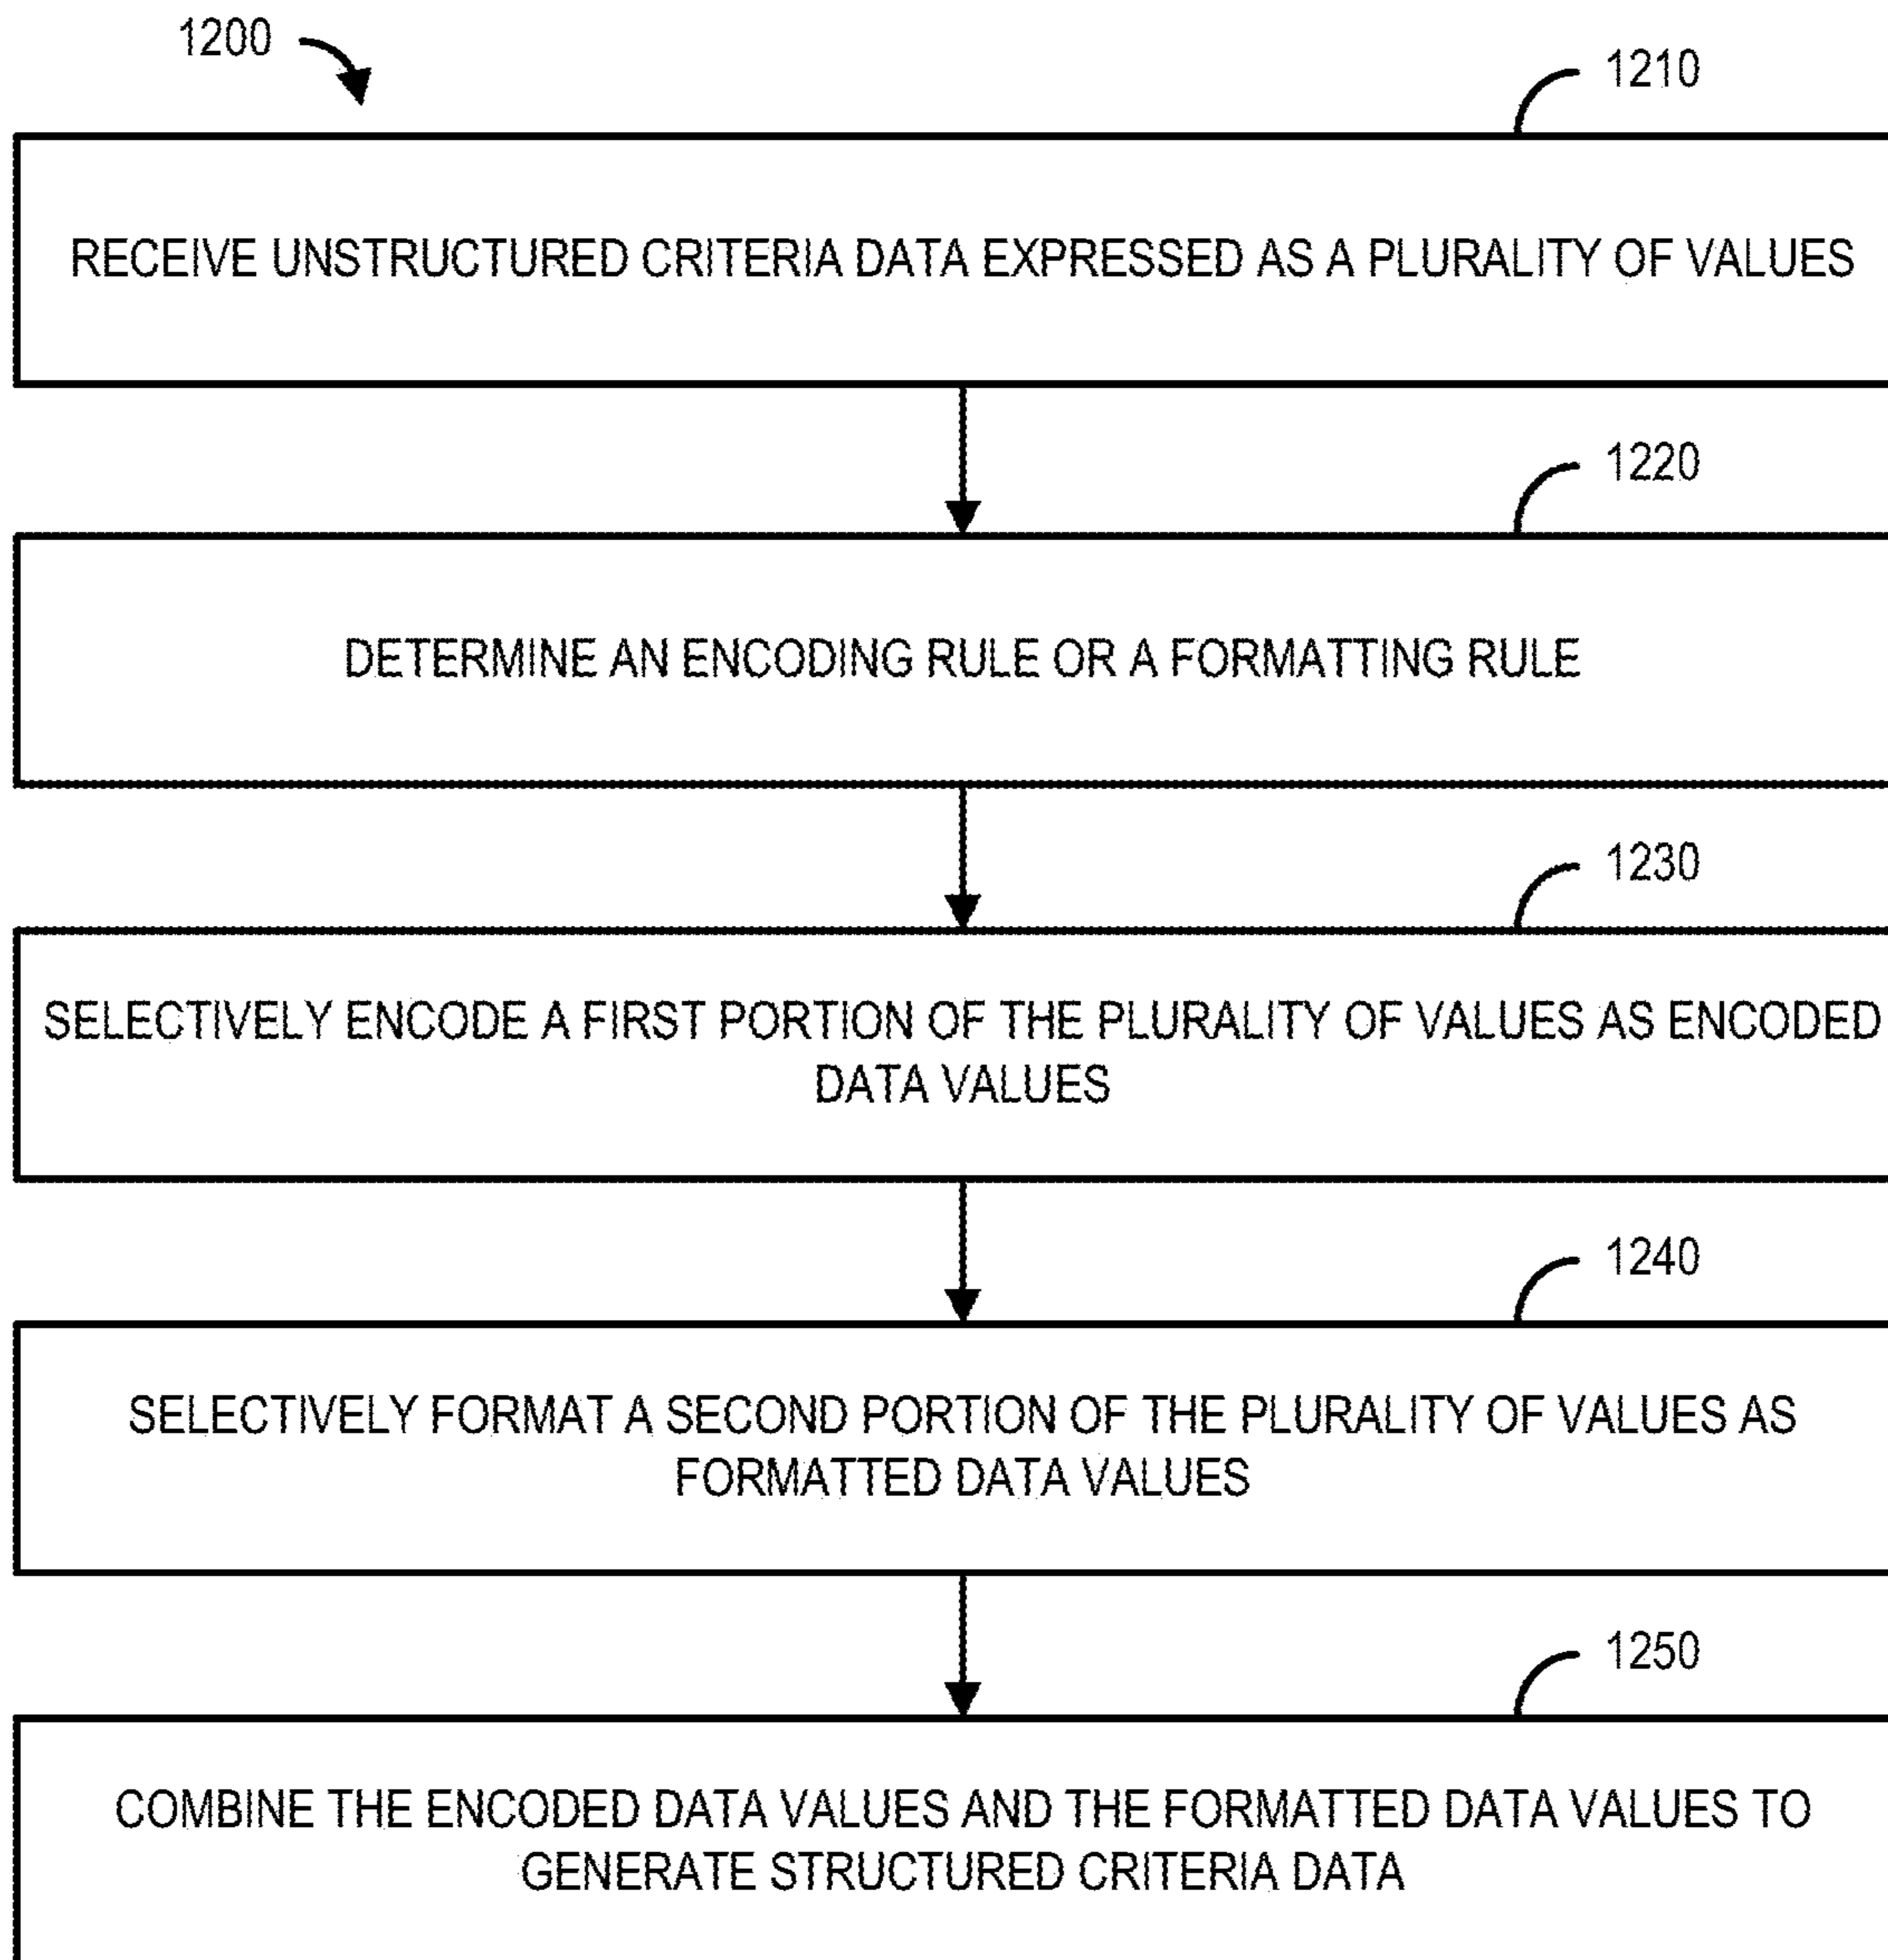 1200
1210
RECEIVE UNSTRUCTURED CRITERIA DATA EXPRESSED AS A PLURALITY OF VALUES
1220
DETERMINE AN ENCODING RULE OR A FORMATTING RULE
1230
SELECTIVELY ENCODE A FIRST PORTION OF THE PLURALITY OF VALUES AS ENCODED
DATA VALUES
1240
SELECTIVELY FORMAT A SECOND PORTION OF THE PLURALITY OF VALUES AS
FORMATTED DATA VALUES
1250
COMBINE THE ENCODED DATA VALUES AND THE FORMATTED DATA VALUES TO
GENERATE STRUCTURED CRITERIA DATA